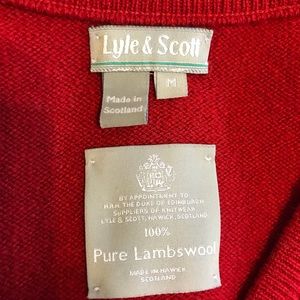 Lyle & Scott
M
Made in
Scotland
BY APPOINTMENT TO
H.R.H. THE DUKE OF EDINBURGH
SUPPLIERS OF KNITWEAR
LYLE & SCOTT, HAWICK, SCOTLAND
100%
Pure Lambswool
MADE IN HAWICK
SCOTLAND